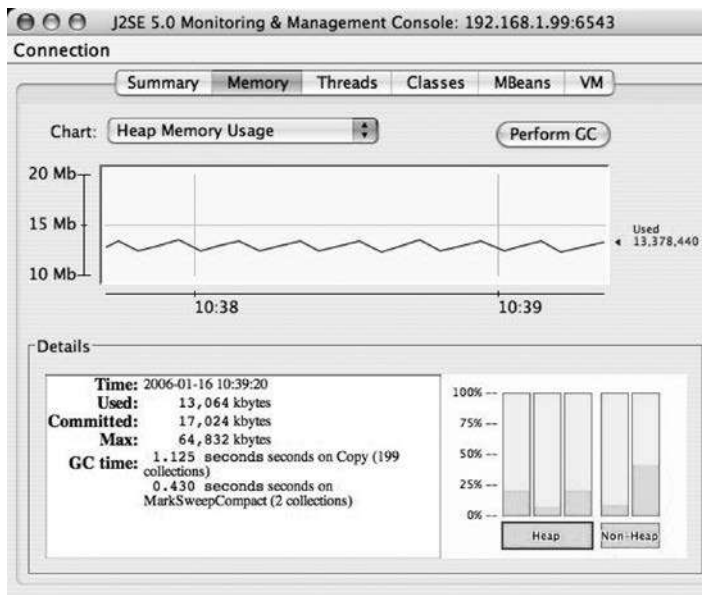 J2SE 5.0 Monitoring & Management Console: 192.168.1.99:6543
Connection
Summary Memory Threads Classes MBeans VM
Chart: Heap Memory Usage Perform GC
20 Mb
15 Mb
10 Mb
Used
13,378,440
10:38 10:39
Details
Time: 2006-01-16 10:39:20
Used: 13,064 kbytes
Committed: 17,024 kbytes
Max: 64,832 kbytes
GC time: 1.125 seconds seconds on Copy (199
collections)
0.430 seconds seconds on
MarkSweepCompact (2 collections)
100% --
75% --
50% --
25% --
0% --
Heap Non-Heap